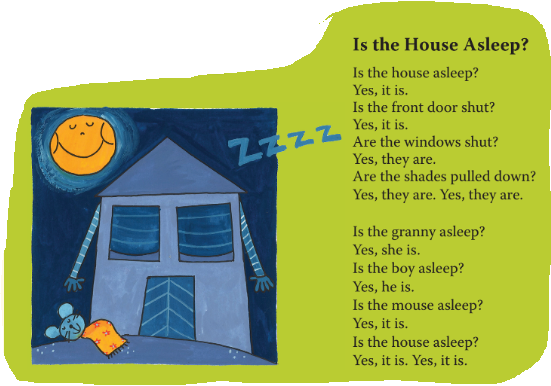 Is the House Asleep?
Is the house asleep?
Yes, it is.
Is the front door shut?
Yes, it is.
Are the windows shut?
Yes, they are.
Are the shades pulled down?
Yes, they are. Yes, they are.
Is the granny asleep?
Yes, she is.
Is the boy asleep?
Yes, he is.
Is the mouse asleep?
Yes, it is.
Is the house asleep?
Yes, it is. Yes, it is.
ZZZZ